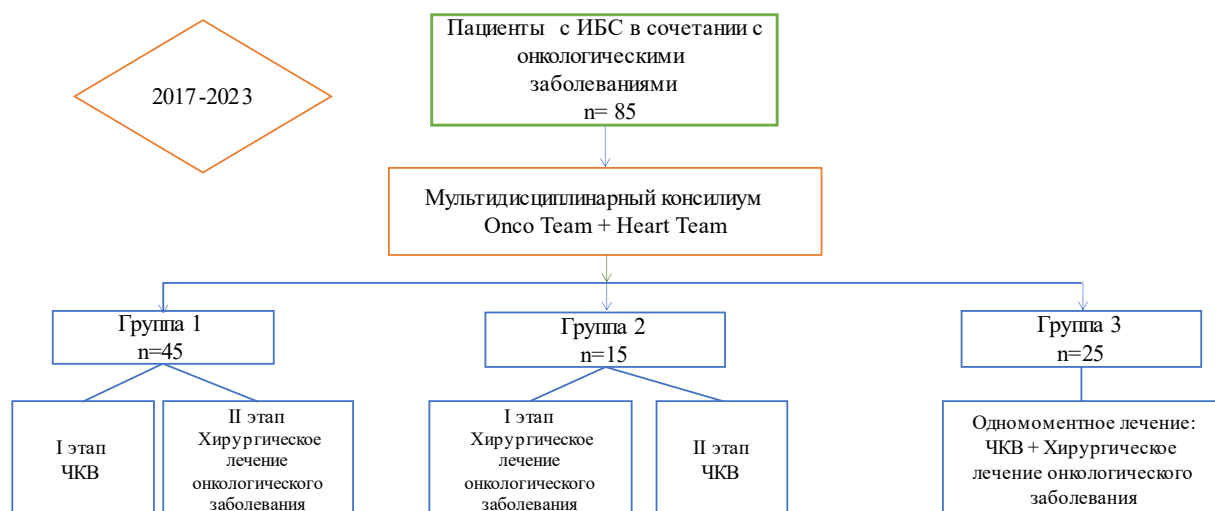 Пациенты с ИБС в сочетании с
онкологическими
заболеваниями
n= 85
2017-2023
Мультидисциплинарный консилиум
Onco Team + Heart Team
Группа 1
n=45
Группа 2
n=15
Группа 3
n=25
I этап
ЧКВ
II этап
Хирургическое
лечение
онкологического
заболевания
I этап
Хирургическое
лечение
онкологического
заболевания
II этап
ЧКВ
Одномоментное лечение:
ЧКВ + Хирургическое
лечение онкологического
заболевания